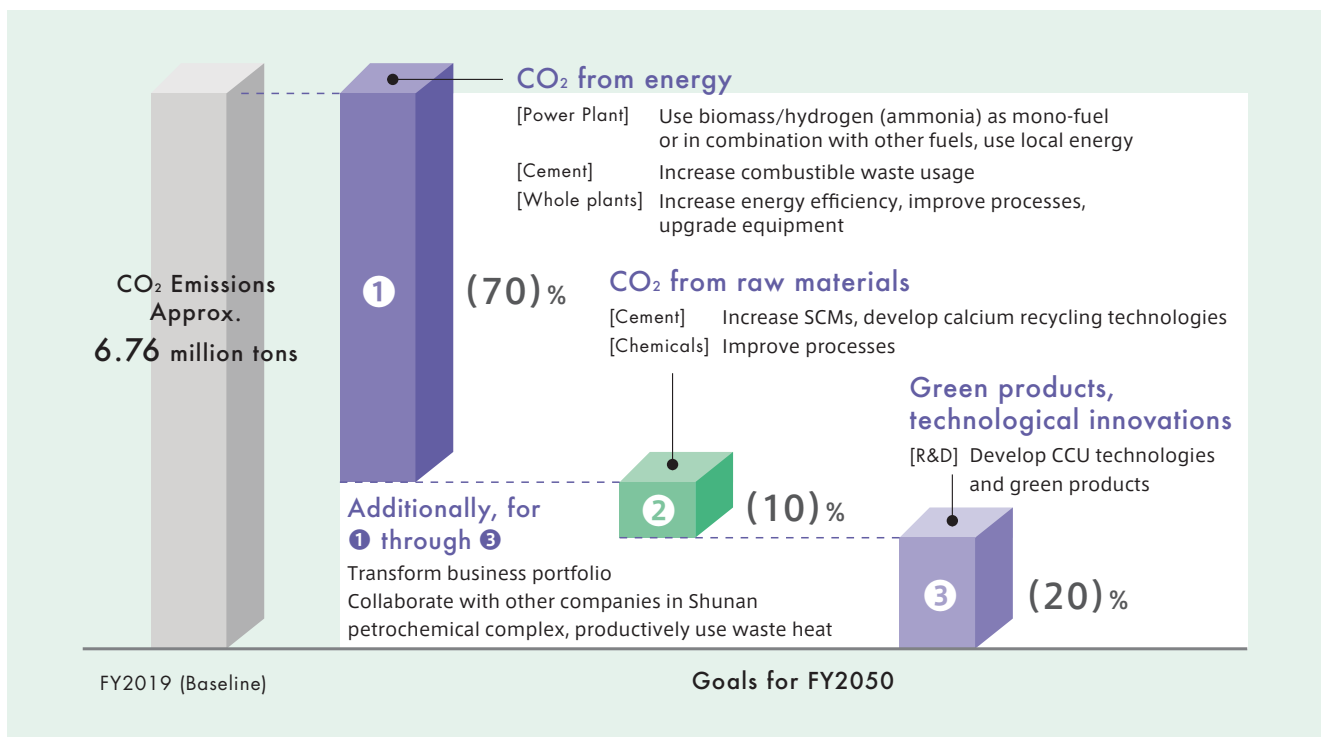 CO₂ from energy
[Power Plant] Use biomass/hydrogen (ammonia) as mono-fuel
or in combination with other fuels, use local energy
[Cement] Increase combustible waste usage
[Whole plants] Increase energy efficiency, improve processes,
upgrade equipment
CO₂ Emissions
Approx.
6.76 million tons
❶ (70)%
CO₂ from raw materials
[Cement] Increase SCMs, develop calcium recycling technologies
[Chemicals] Improve processes
❷ (10)%
Green products,
technological innovations
[R&D] Develop CCU technologies
and green products
❸ (20)%
Additionally, for
❶ through ❸
Transform business portfolio
Collaborate with other companies in Shunan
petrochemical complex, productively use waste heat
FY2019 (Baseline)
Goals for FY2050